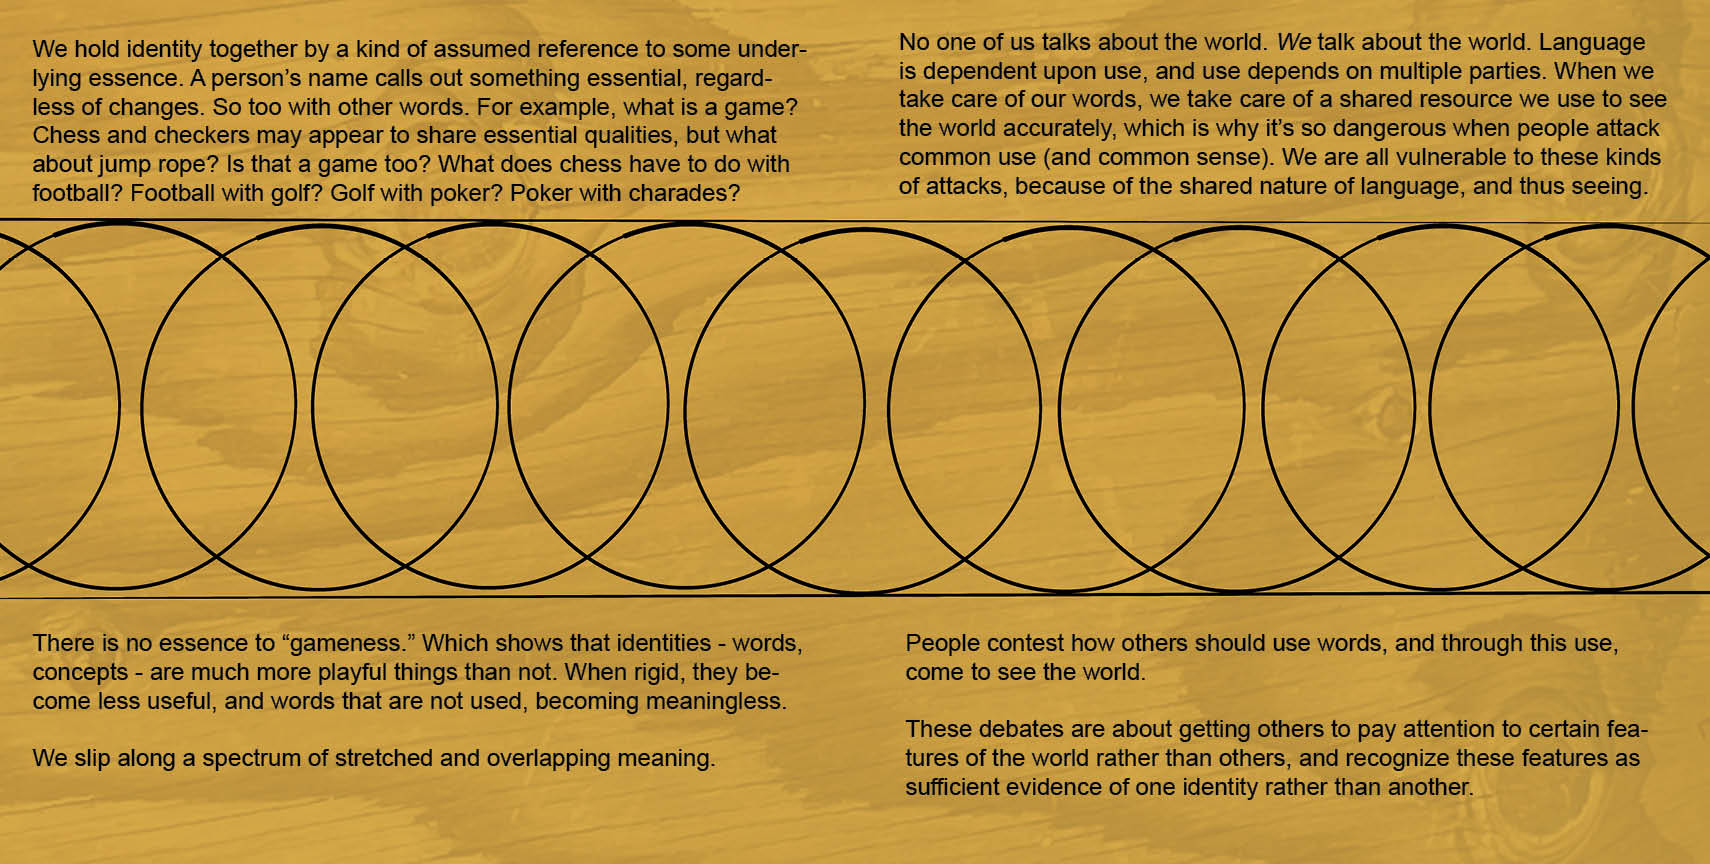 We hold identity together by a kind of assumed reference to some under-
lying essence. A person’s name calls out something essential, regard-
less of changes. So too with other words. For example, what is a game?
Chess and checkers may appear to share essential qualities, but what
about jump rope? Is that a game too? What does chess have to do with
football? Football with golf? Golf with poker? Poker with charades?
There is no essence to “gameness.” Which shows that identities - words,
concepts - are much more playful things than not. When rigid, they be-
come less useful, and words that are not used, becoming meaningless.
We slip along a spectrum of stretched and overlapping meaning.
No one of us talks about the world. We talk about the world. Language
is dependent upon use, and use depends on multiple parties. When we
take care of our words, we take care of a shared resource we use to see
the world accurately, which is why it’s so dangerous when people attack
common use (and common sense). We are all vulnerable to these kinds
of attacks, because of the shared nature of language, and thus seeing.
People contest how others should use words, and through this use,
come to see the world.
These debates are about getting others to pay attention to certain fea-
tures of the world rather than others, and recognize these features as
sufficient evidence of one identity rather than another.